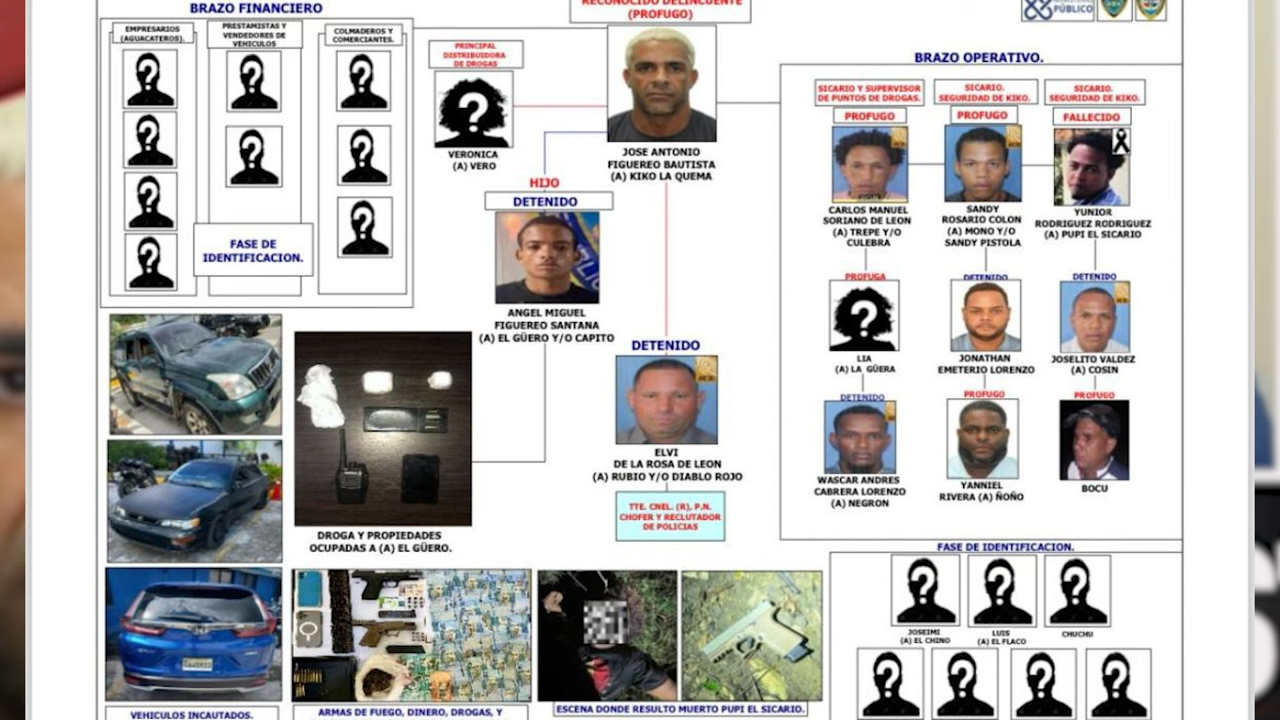 BRAZO FINANCIERO
EMPRESARIOS
(AGUACATEROS).
PRESTAMISTAS Y
VENDEDORES DE
VEHICULOS
COLMADEROS Y
COMERCIANTES.
FASE DE
IDENTIFICACION.
RECONOCIDO DELINCUENTE
(PROFUGO)
PRINCIPAL
DISTRIBUIDORA
DE DROGAS
VERONICA
(A) VERO
JOSE ANTONIO
FIGUEREO BAUTISTA
(A) KIKO LA QUEMA
HIJO
DETENIDO
ANGEL MIGUEL
FIGUEREO SANTANA
(A) EL GÜERO Y/O CAPITO
DETENIDO
ELVI
DE LA ROSA DE LEON
(A) RUBIO Y/O DIABLO ROJO
TTE. CNEL. (R), P.N.
CHOFER Y RECLUTADOR
DE POLICIAS
PÚBLICO
BRAZO OPERATIVO.
SICARIO Y SUPERVISOR
DE PUNTOS DE DROGAS.
PROFUGO
CARLOS MANUEL
SORIANO DE LEON
(A) TREPE Y/O
CULEBRA
SICARIO.
SEGURIDAD DE KIKO.
PROFUGO
SANDY
ROSARIO COLON
(A) MONO Y/O
SANDY PISTOLA
SICARIO.
SEGURIDAD DE KIKO.
FALLECIDO
YUNIOR
RODRIGUEZ RODRIGUEZ
(A) PUPI EL SICARIO
PROFUGA
LIA
(A) LA GÜERA
DETENIDO
JONATHAN
EMETERIO LORENZO
DETENIDO
JOSELITO VALDEZ
(A) COSIN
DETENIDO
WASCAR ANDRES
CABRERA LORENZO
(A) NEGRON
PROFUGO
YANNIEL
RIVERA (A) ÑOÑO
PROFUGO
BOCU
FASE DE IDENTIFICACION.
JOSEIMI
(A) EL CHINO
LUIS
(A) EL FLACO
CHUCHU
DROGA Y PROPIEDADES
OCUPADAS A (A) EL GÜERO.
VEHICULOS INCAUTADOS.
ARMAS DE FUEGO, DINERO, DROGAS, Y
ESCENA DONDE RESULTO MUERTO PUPI EL SICARIO.